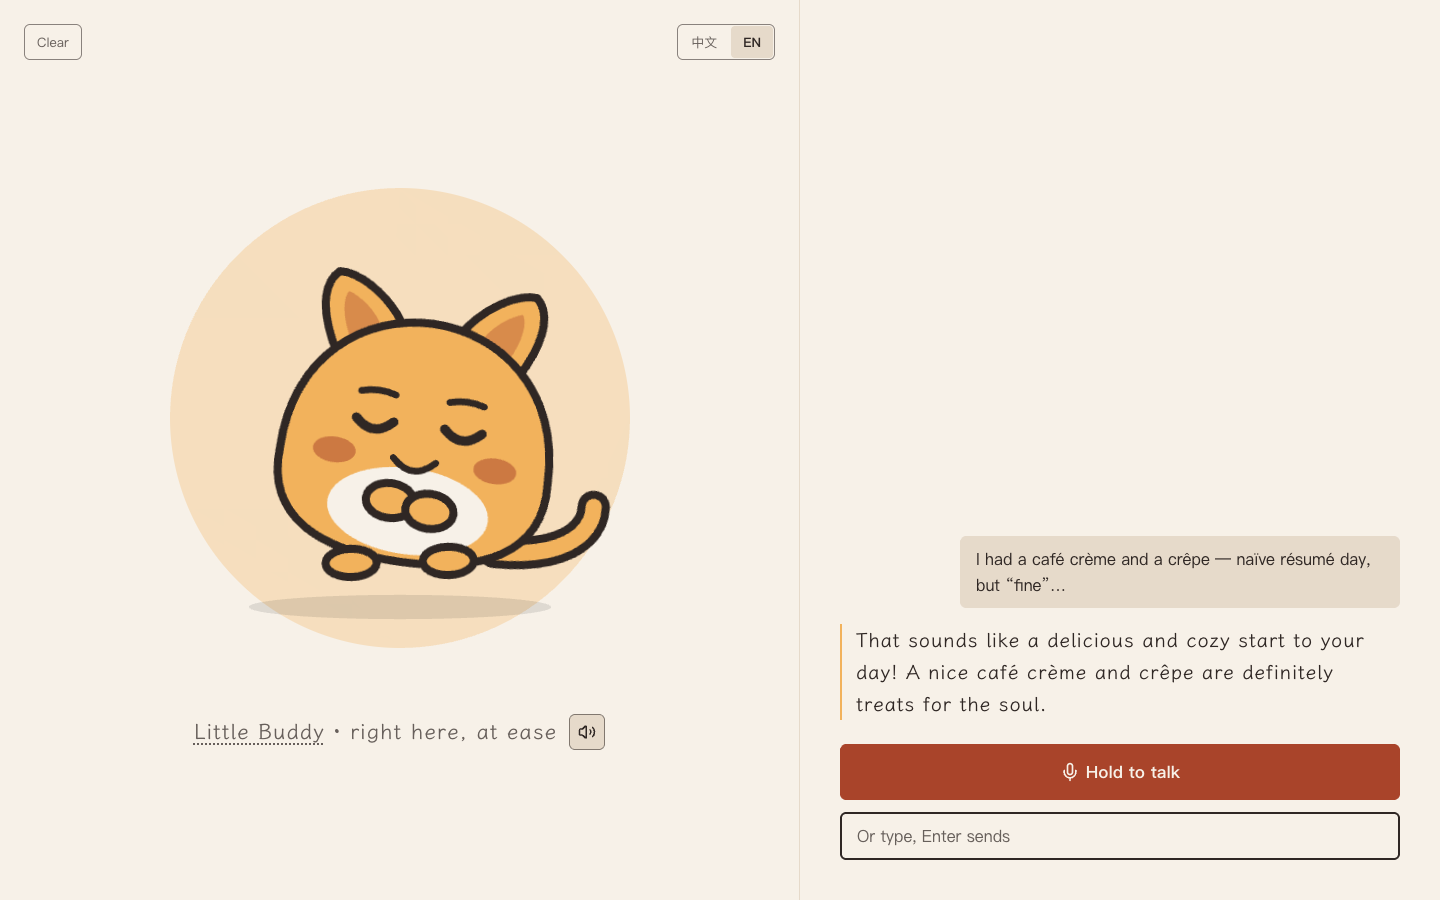 Clear
中文 EN
Little Buddy • right here, at ease
I had a café crème and a crêpe — naïve résumé day,
but “fine”…
That sounds like a delicious and cozy start to your
day! A nice café crème and crêpe are definitely
treats for the soul.
Hold to talk
Or type, Enter sends